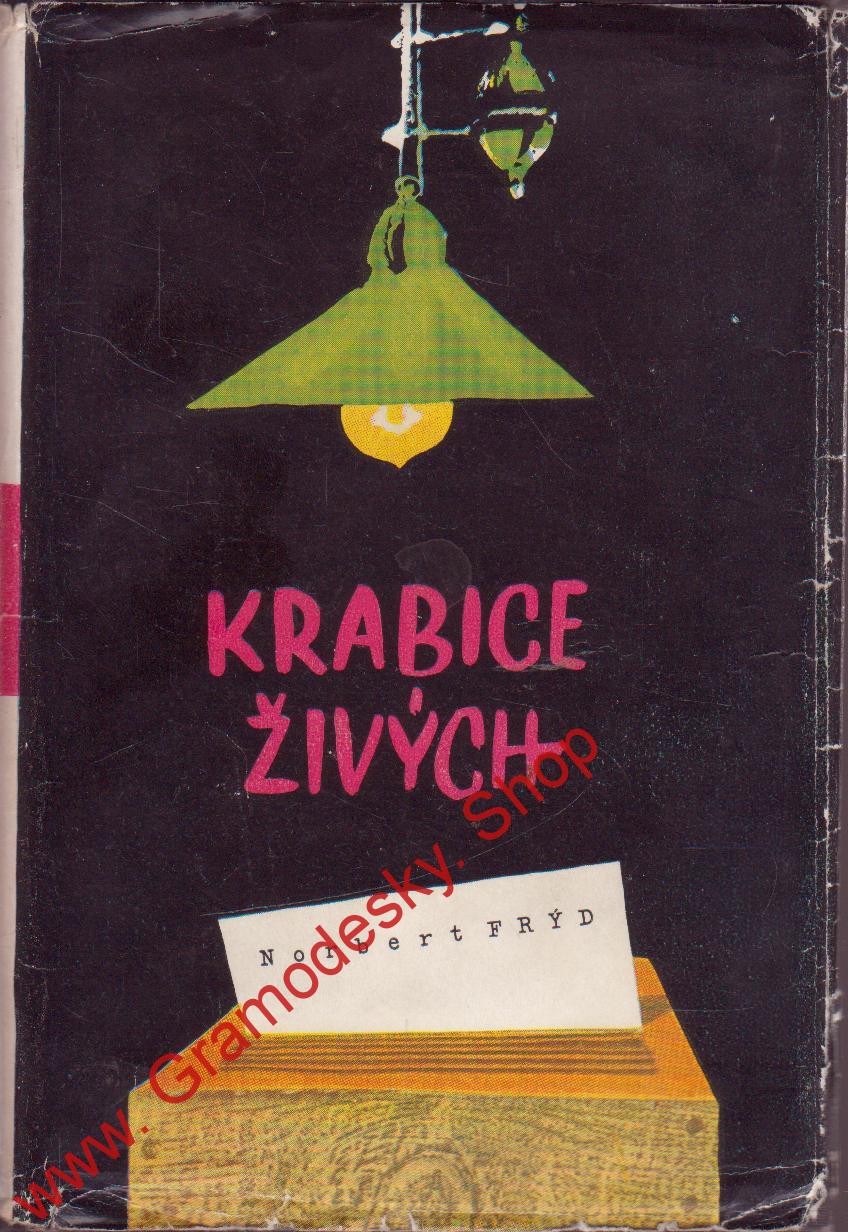 KRABICE
ŽIVÝCH
Norbert FRÝD
www. Gramodesky. Shop